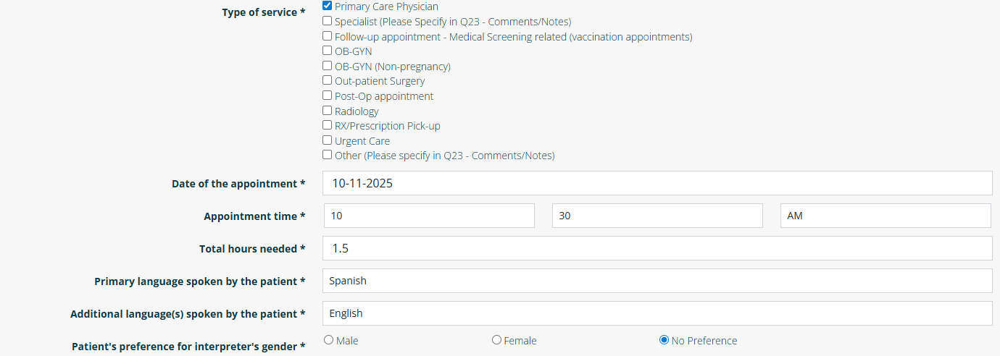 Type of service *
Primary Care Physician
Specialist (Please Specify in Q23 - Comments/Notes)
Follow-up appointment - Medical Screening related (vaccination appointments)
OB-GYN
OB-GYN (Non-pregnancy)
Out-patient Surgery
Post-Op appointment
Radiology
RX/Prescription Pick-up
Urgent Care
Other (Please specify in Q23 - Comments/Notes)
Date of the appointment * 10-11-2025
Appointment time * 10 30 AM
Total hours needed * 1.5
Primary language spoken by the patient * Spanish
Additional language(s) spoken by the patient * English
Patient's preference for interpreter's gender * Male Female No Preference